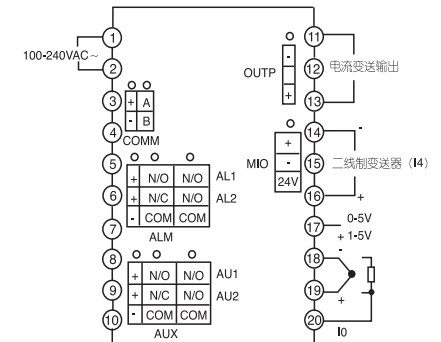 1
11
100-240VAC~
-
2
OUTP
12
电流变送输出
+
3
+ A
13
- B
4
COMM
14
-
+
5
MIO
-
15
二线制变送器（I4）
24V
+ N/O N/O AL1
6
+ N/C N/O AL2
16
+
- COM COM
7
ALM
17
0-5V
+ 1-5V
8
18
-
+ N/O N/O AU1
9
+ N/C N/O AU2
19
+
- COM COM
10
AUX
20
I0